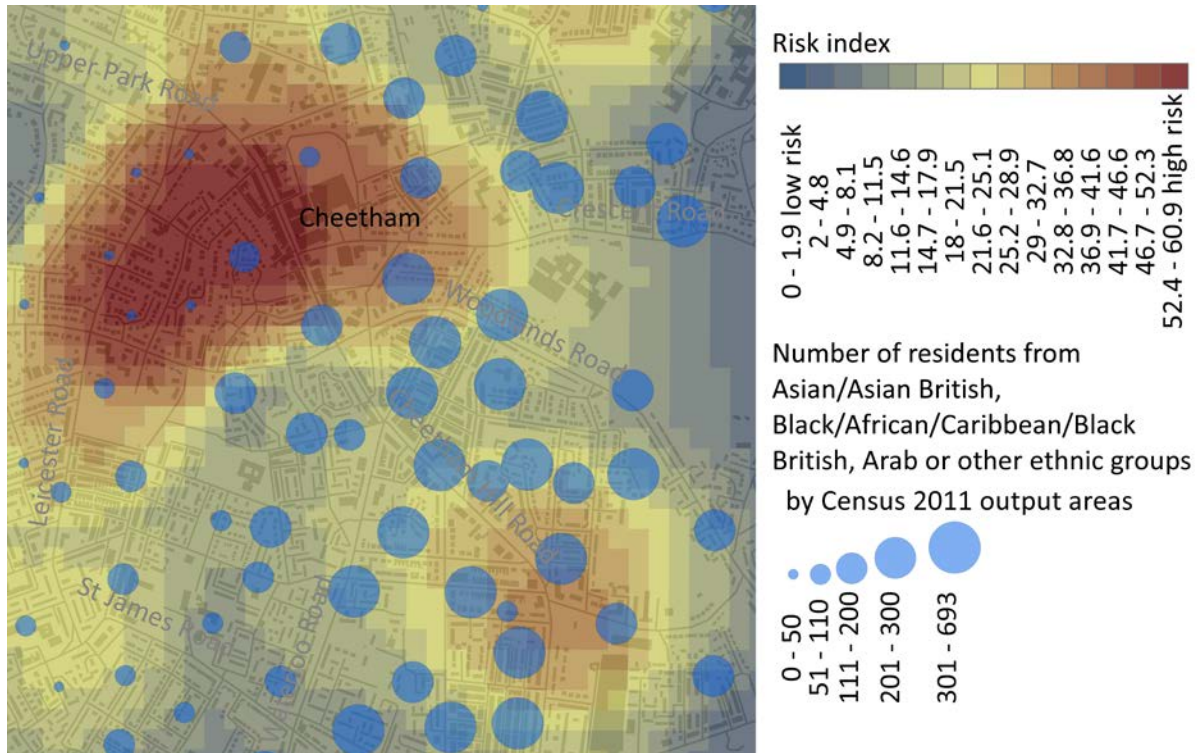 Upper Park Road
Cheetham
Crescent Road
Woodlands Road
Leicester Road
Cheetham Hill Road
St James Road
Waterloo Road
Risk index
0 - 1.9 low risk
2 - 4.8
4.9 - 8.1
8.2 - 11.5
11.6 - 14.6
14.7 - 17.9
18 - 21.5
21.6 - 25.1
25.2 - 28.9
29 - 32.7
32.8 - 36.8
36.9 - 41.6
41.7 - 46.6
46.7 - 52.3
52.4 - 60.9 high risk
Number of residents from
Asian/Asian British,
Black/African/Caribbean/Black
British, Arab or other ethnic groups
by Census 2011 output areas
0 - 50
51 - 110
111 - 200
201 - 300
301 - 693